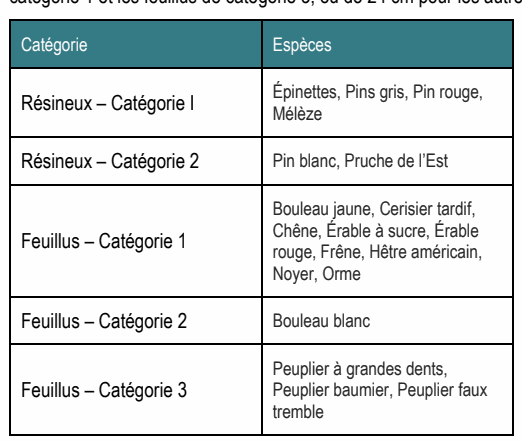 catégorie 1 et les feuillus de catégorie 3, ou de 24 cm pour les autre
Catégorie
Espèces
Résineux – Catégorie I
Épinettes, Pins gris, Pin rouge,
Mélèze
Résineux – Catégorie 2
Pin blanc, Pruche de l'Est
Feuillus – Catégorie 1
Bouleau jaune, Cerisier tardif,
Chêne, Érable à sucre, Érable
rouge, Frêne, Hêtre américain,
Noyer, Orme
Feuillus – Catégorie 2
Bouleau blanc
Feuillus – Catégorie 3
Peuplier à grandes dents,
Peuplier baumier, Peuplier faux
tremble